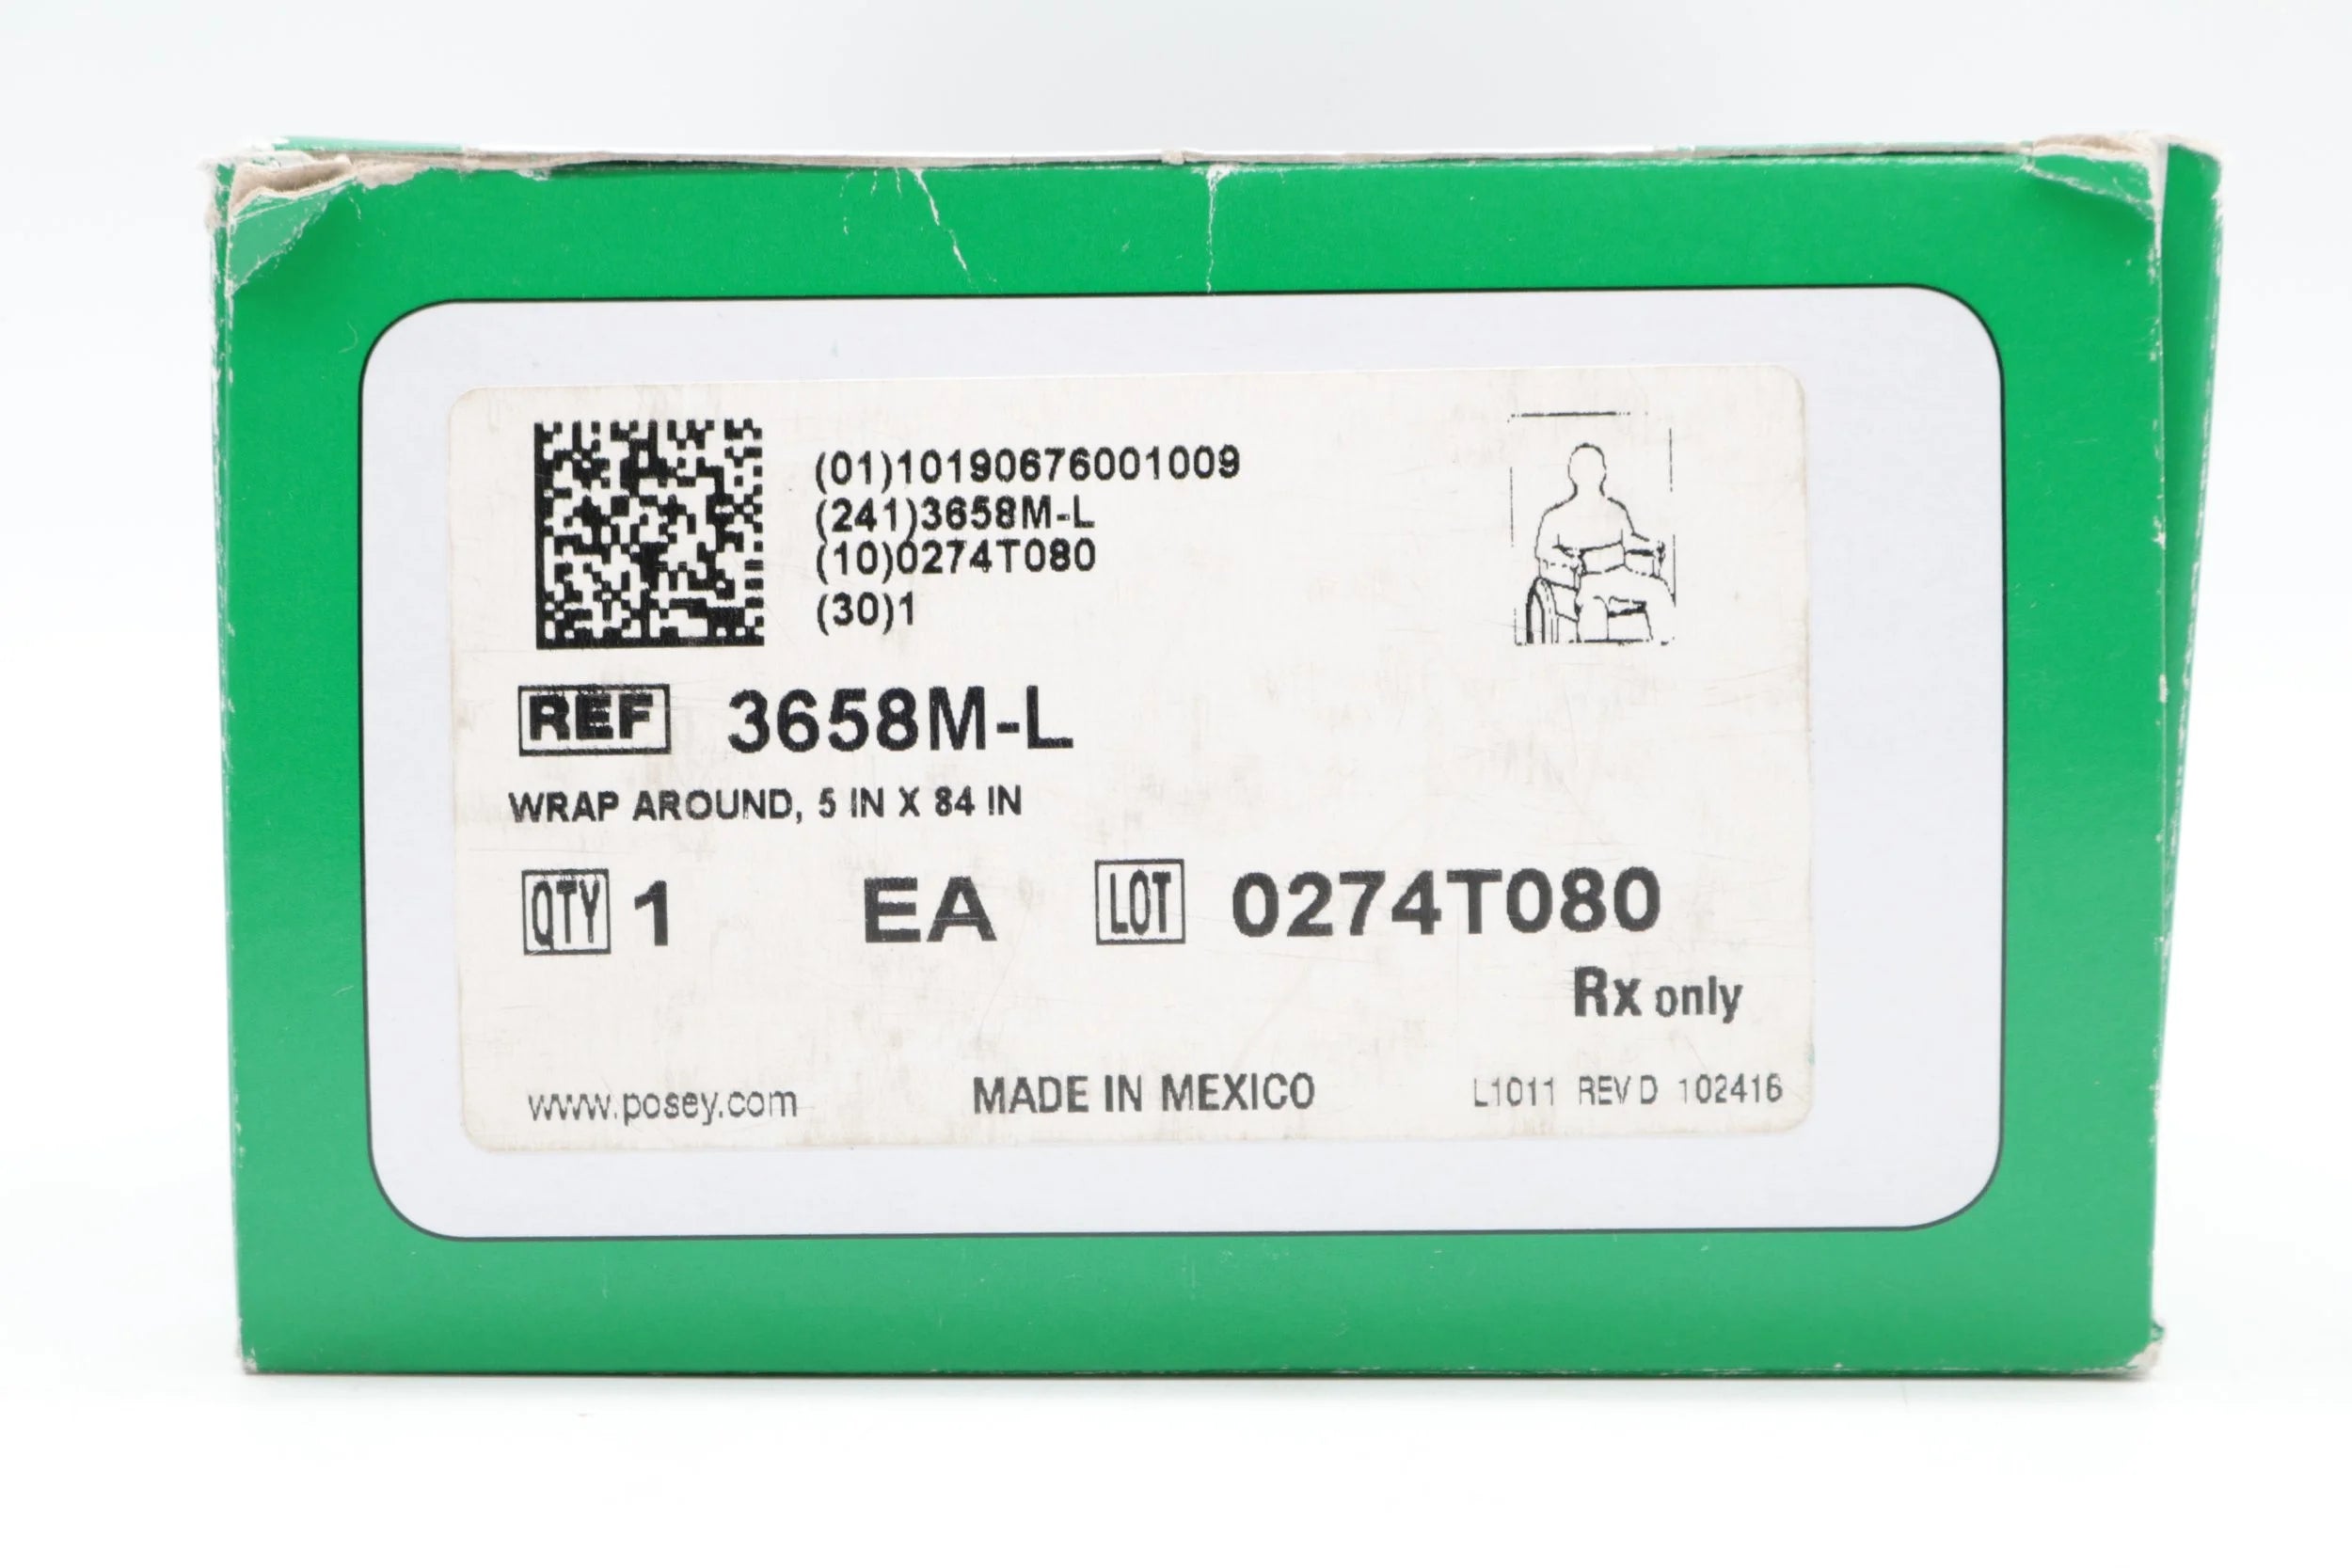 (01)10190676001009
(241)3658M-L
(10)0274T080
(30)1
REF 3658M-L
WRAP AROUND, 5 IN X 84 IN
QTY 1 EA LOT 0274T080
Rx only
www.posey.com MADE IN MEXICO L1011 REV D 102416